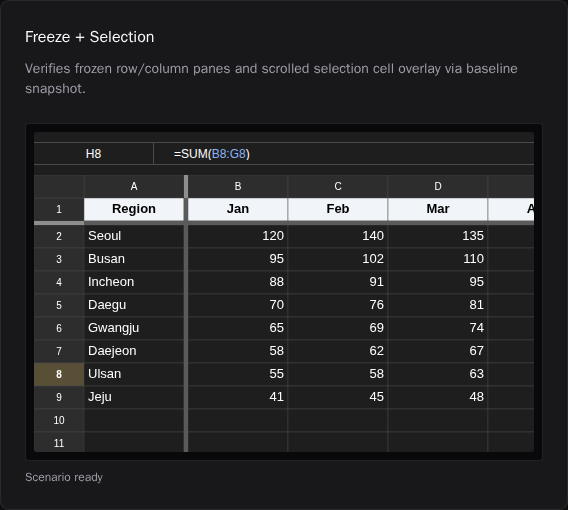 Freeze + Selection
Verifies frozen row/column panes and scrolled selection cell overlay via baseline
snapshot.
H8 =SUM(B8:G8)
A B C D
1 Region Jan Feb Mar A
2 Seoul 120 140 135
3 Busan 95 102 110
4 Incheon 88 91 95
5 Daegu 70 76 81
6 Gwangju 65 69 74
7 Daejeon 58 62 67
8 Ulsan 55 58 63
9 Jeju 41 45 48
10
11
Scenario ready